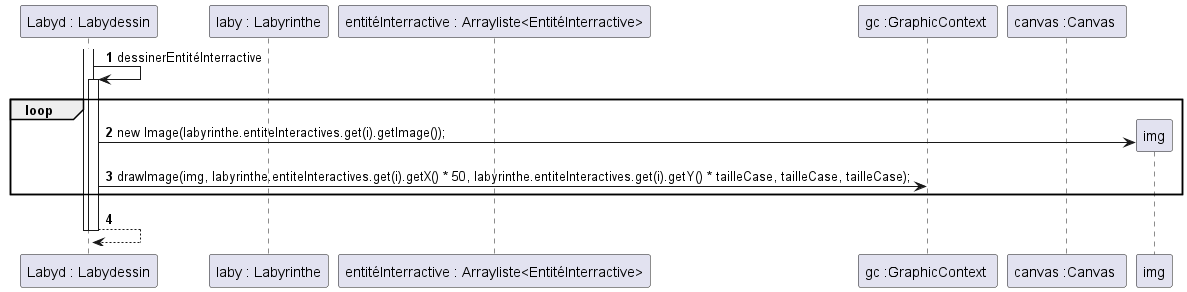 Labyd : Labydessin
laby : Labyrinthe
entitéInterractive : Arrayliste<EntitéInterractive>
gc :GraphicContext
canvas :Canvas
1 dessinerEntitéInterractive
loop
2 new Image(labyrinthe.entiteInteractives.get(i).getImage());
img
3 drawImage(img, labyrinthe.entiteInteractives.get(i).getX() * 50, labyrinthe.entiteInteractives.get(i).getY() * tailleCase, tailleCase, tailleCase);
4
Labyd : Labydessin
laby : Labyrinthe
entitéInterractive : Arrayliste<EntitéInterractive>
gc :GraphicContext
canvas :Canvas
img